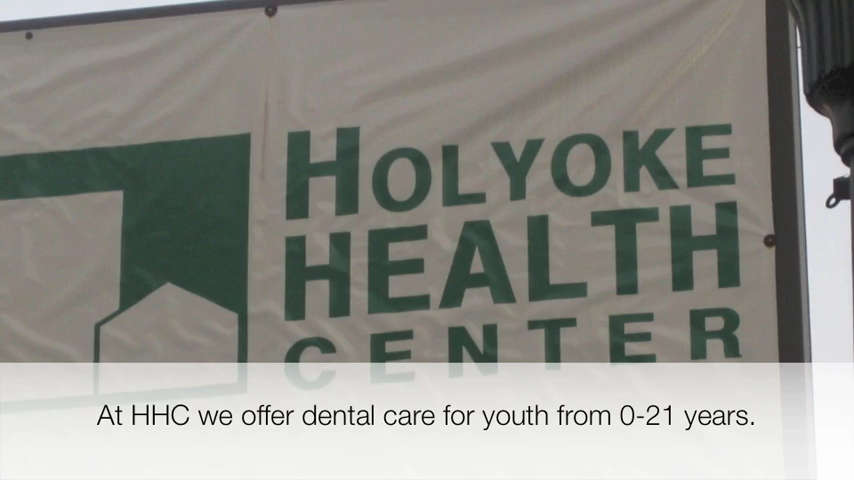 HOLYOKE
HEALTH
CENTER
At HHC we offer dental care for youth from 0-21 years.